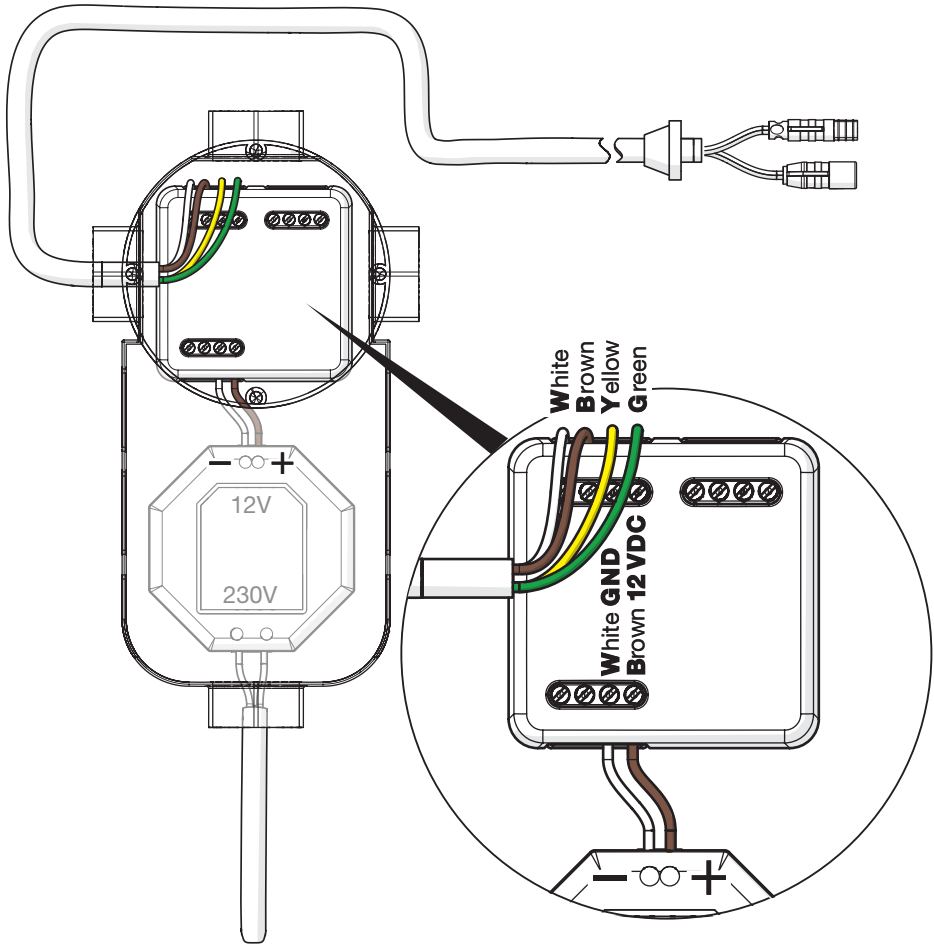 White
Brown
Yellow
Green
− +
12V
230V
White GND
Brown 12 VDC
− +